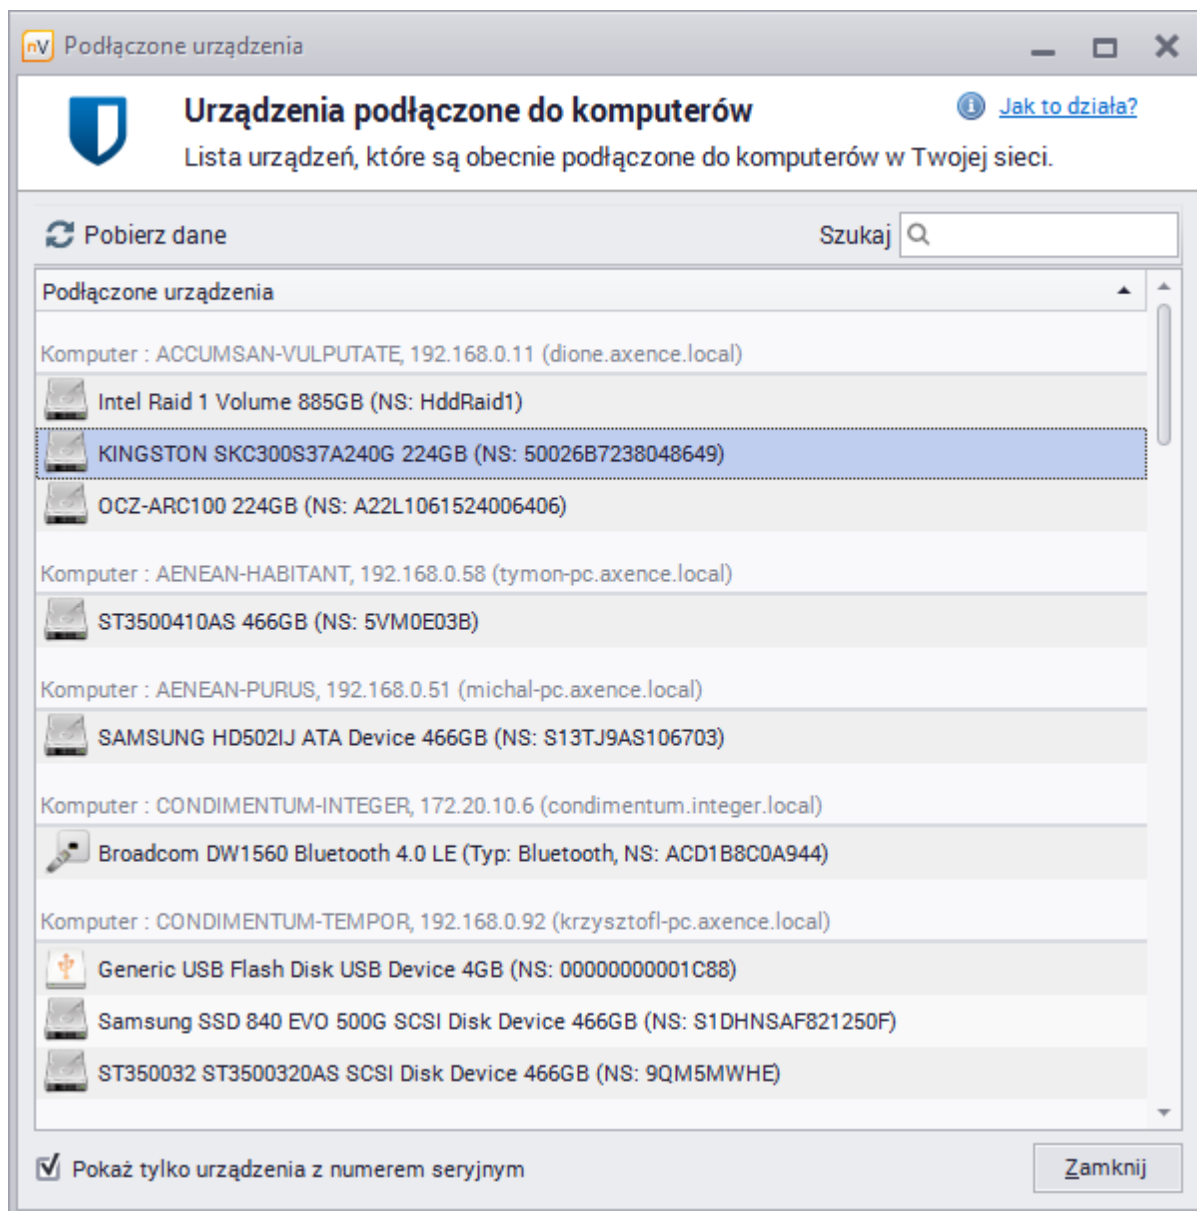 nV Podłączone urządzenia
Urządzenia podłączone do komputerów
Jak to działa?
Lista urządzeń, które są obecnie podłączone do komputerów w Twojej sieci.
Pobierz dane Szukaj
Podłączone urządzenia
Komputer : ACCUMSAN-VULPUTATE, 192.168.0.11 (dione.axence.local)
Intel Raid 1 Volume 885GB (NS: HddRaid1)
KINGSTON SKC300S37A240G 224GB (NS: 50026B7238048649)
OCZ-ARC100 224GB (NS: A22L1061524006406)
Komputer : AENEAN-HABITANT, 192.168.0.58 (tymon-pc.axence.local)
ST3500410AS 466GB (NS: 5VM0E03B)
Komputer : AENEAN-PURUS, 192.168.0.51 (michal-pc.axence.local)
SAMSUNG HD502IJ ATA Device 466GB (NS: S13TJ9AS106703)
Komputer : CONDIMENTUM-INTEGER, 172.20.10.6 (condimentum.integer.local)
Broadcom DW1560 Bluetooth 4.0 LE (Typ: Bluetooth, NS: ACD1B8C0A944)
Komputer : CONDIMENTUM-TEMPOR, 192.168.0.92 (krzysztofl-pc.axence.local)
Generic USB Flash Disk USB Device 4GB (NS: 00000000001C88)
Samsung SSD 840 EVO 500G SCSI Disk Device 466GB (NS: S1DHNSAF821250F)
ST350032 ST3500320AS SCSI Disk Device 466GB (NS: 9QM5MWHE)
Pokaż tylko urządzenia z numerem seryjnym
Zamknij